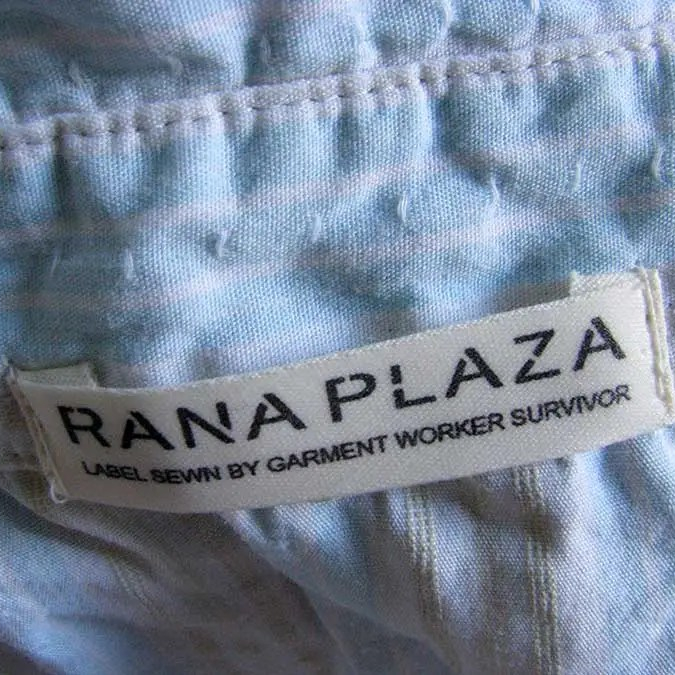 RANA PLAZA
LABEL SEWN BY GARMENT WORKER SURVIVOR